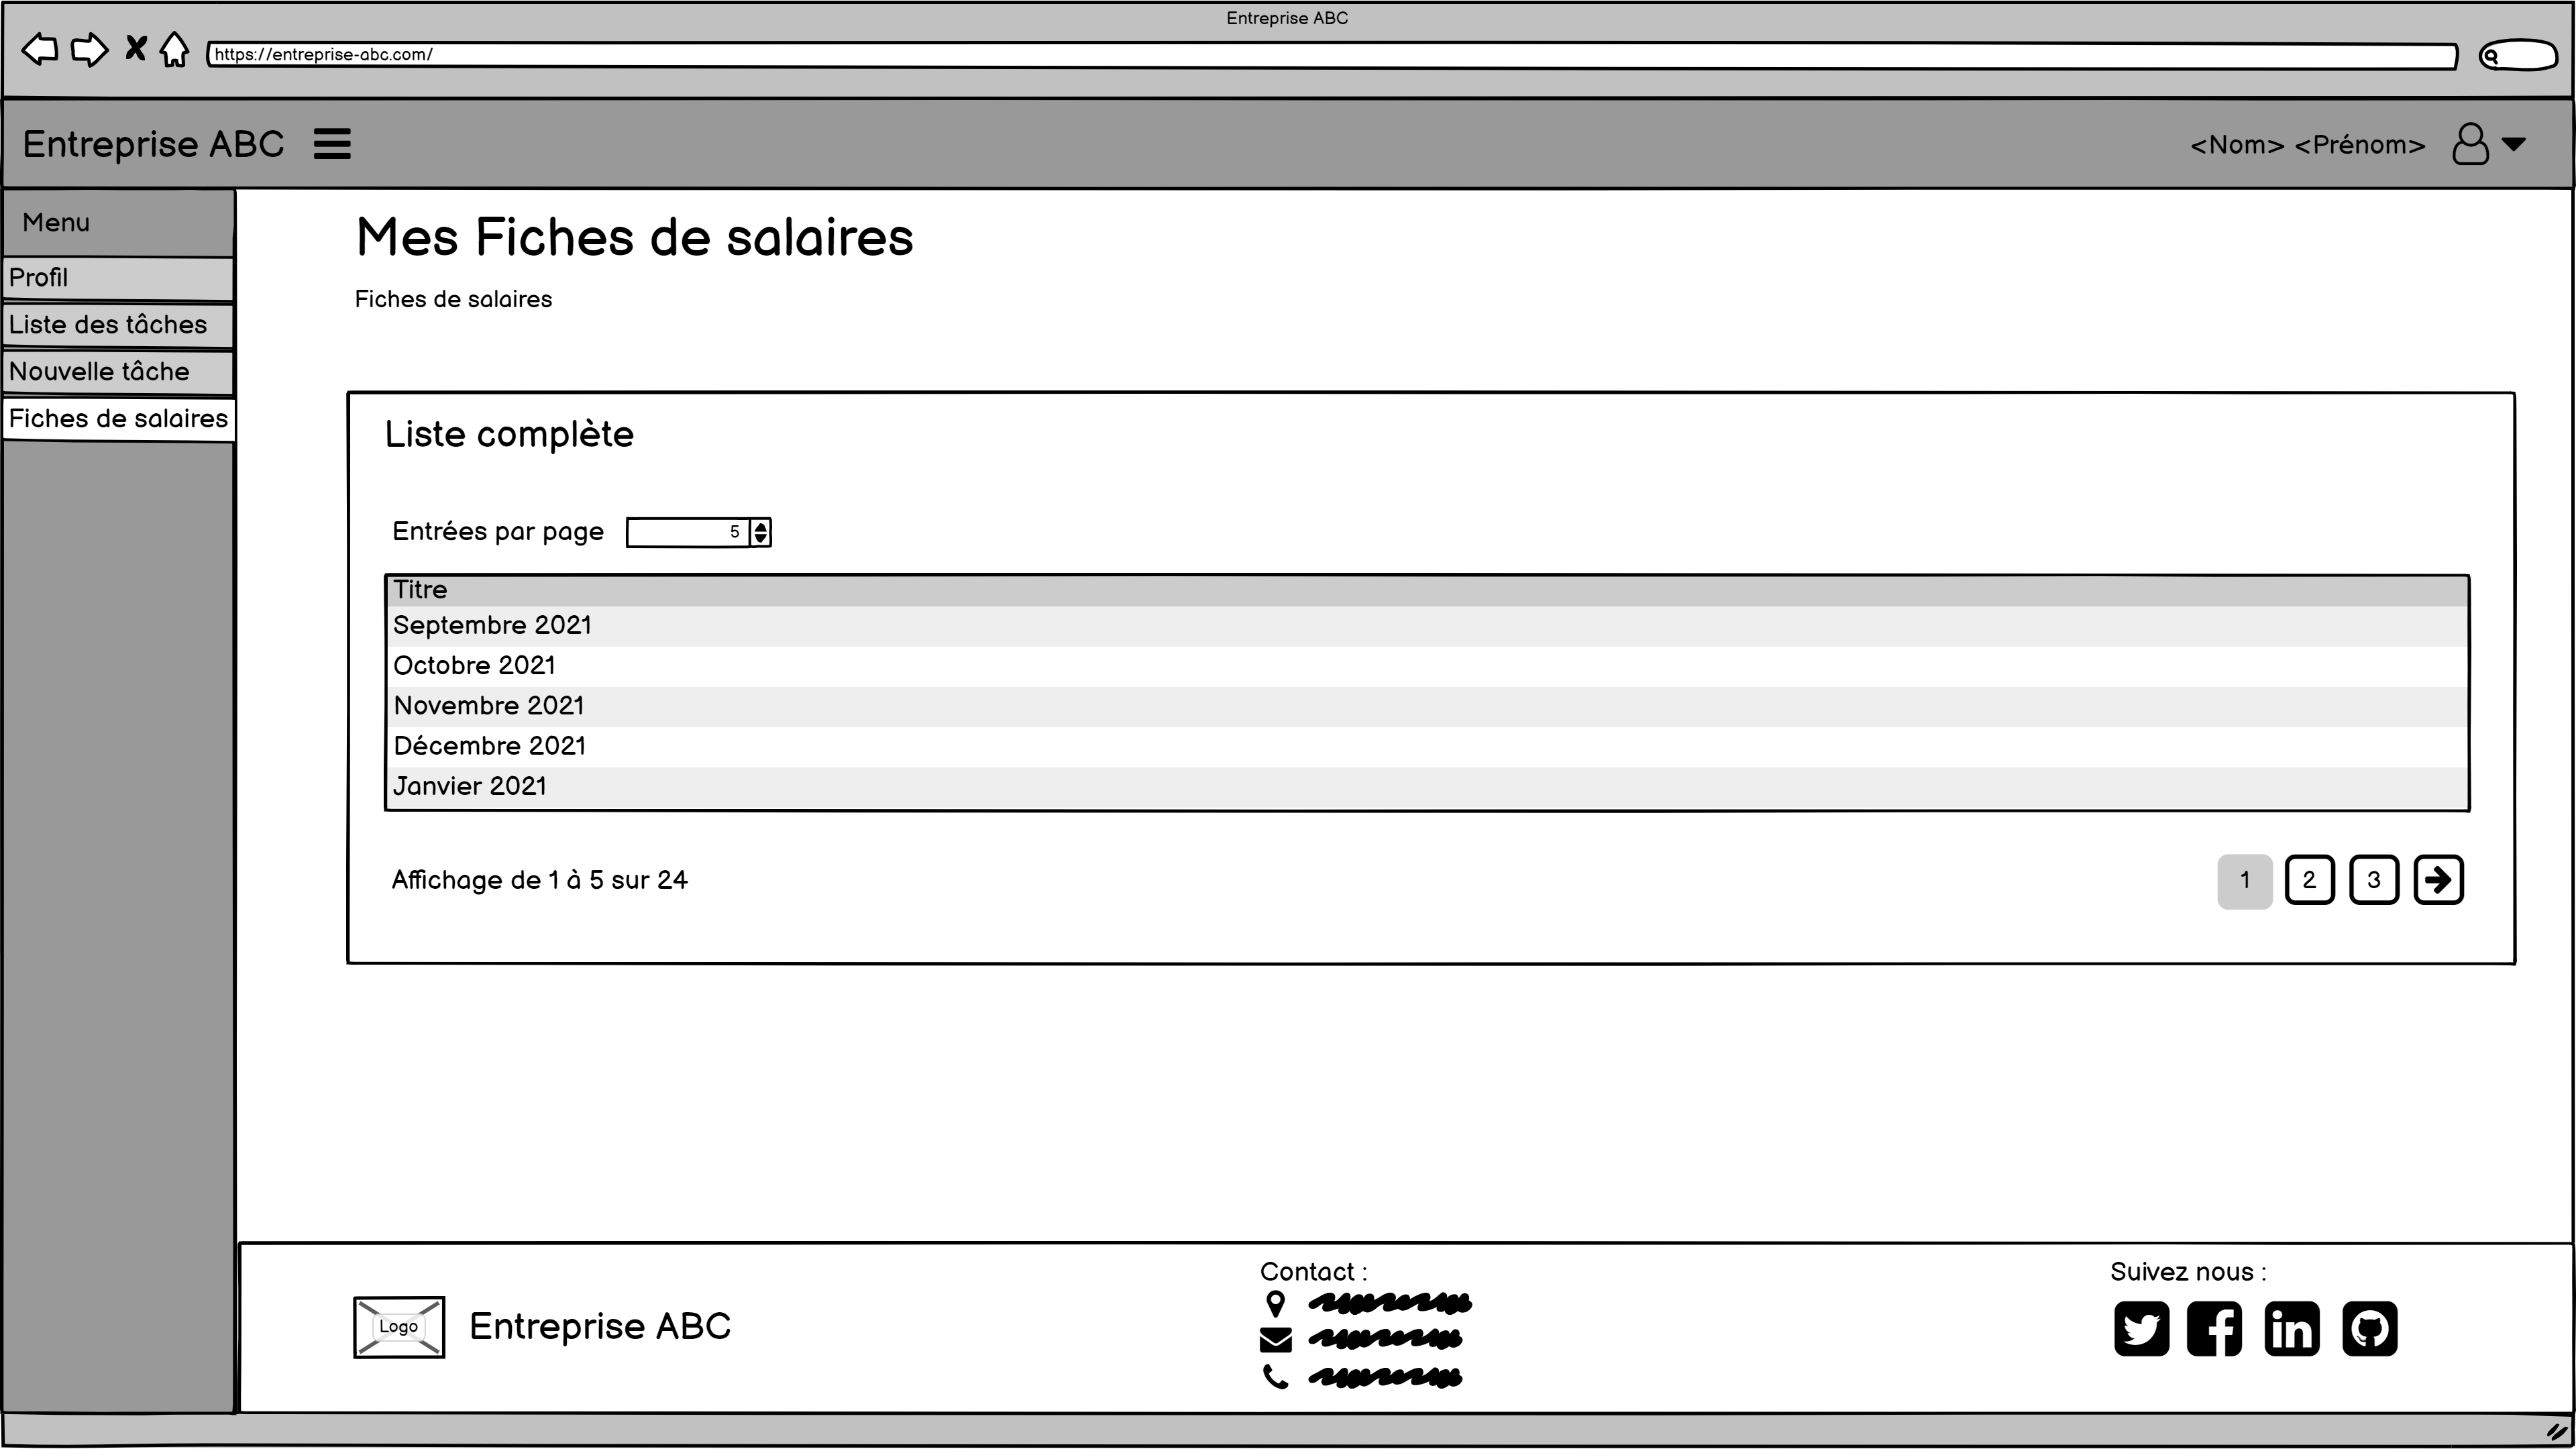 Entreprise ABC
https://entreprise-abc.com/
Entreprise ABC
<Nom> <Prénom>
Menu
Profil
Liste des tâches
Nouvelle tâche
Fiches de salaires
Mes Fiches de salaires
Fiches de salaires
Liste complète
Entrées par page 5
Titre
Septembre 2021
Octobre 2021
Novembre 2021
Décembre 2021
Janvier 2021
Affichage de 1 à 5 sur 24
1 2 3
Logo
Entreprise ABC
Contact :
Suivez nous :